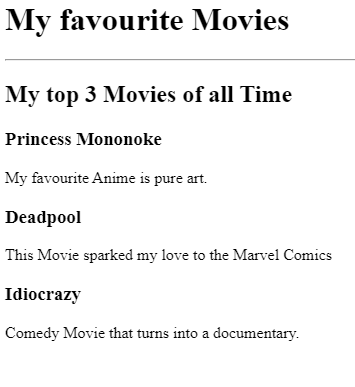 My favourite Movies
My top 3 Movies of all Time
Princess Mononoke
My favourite Anime is pure art.
Deadpool
This Movie sparked my love to the Marvel Comics
Idiocrazy
Comedy Movie that turns into a documentary.